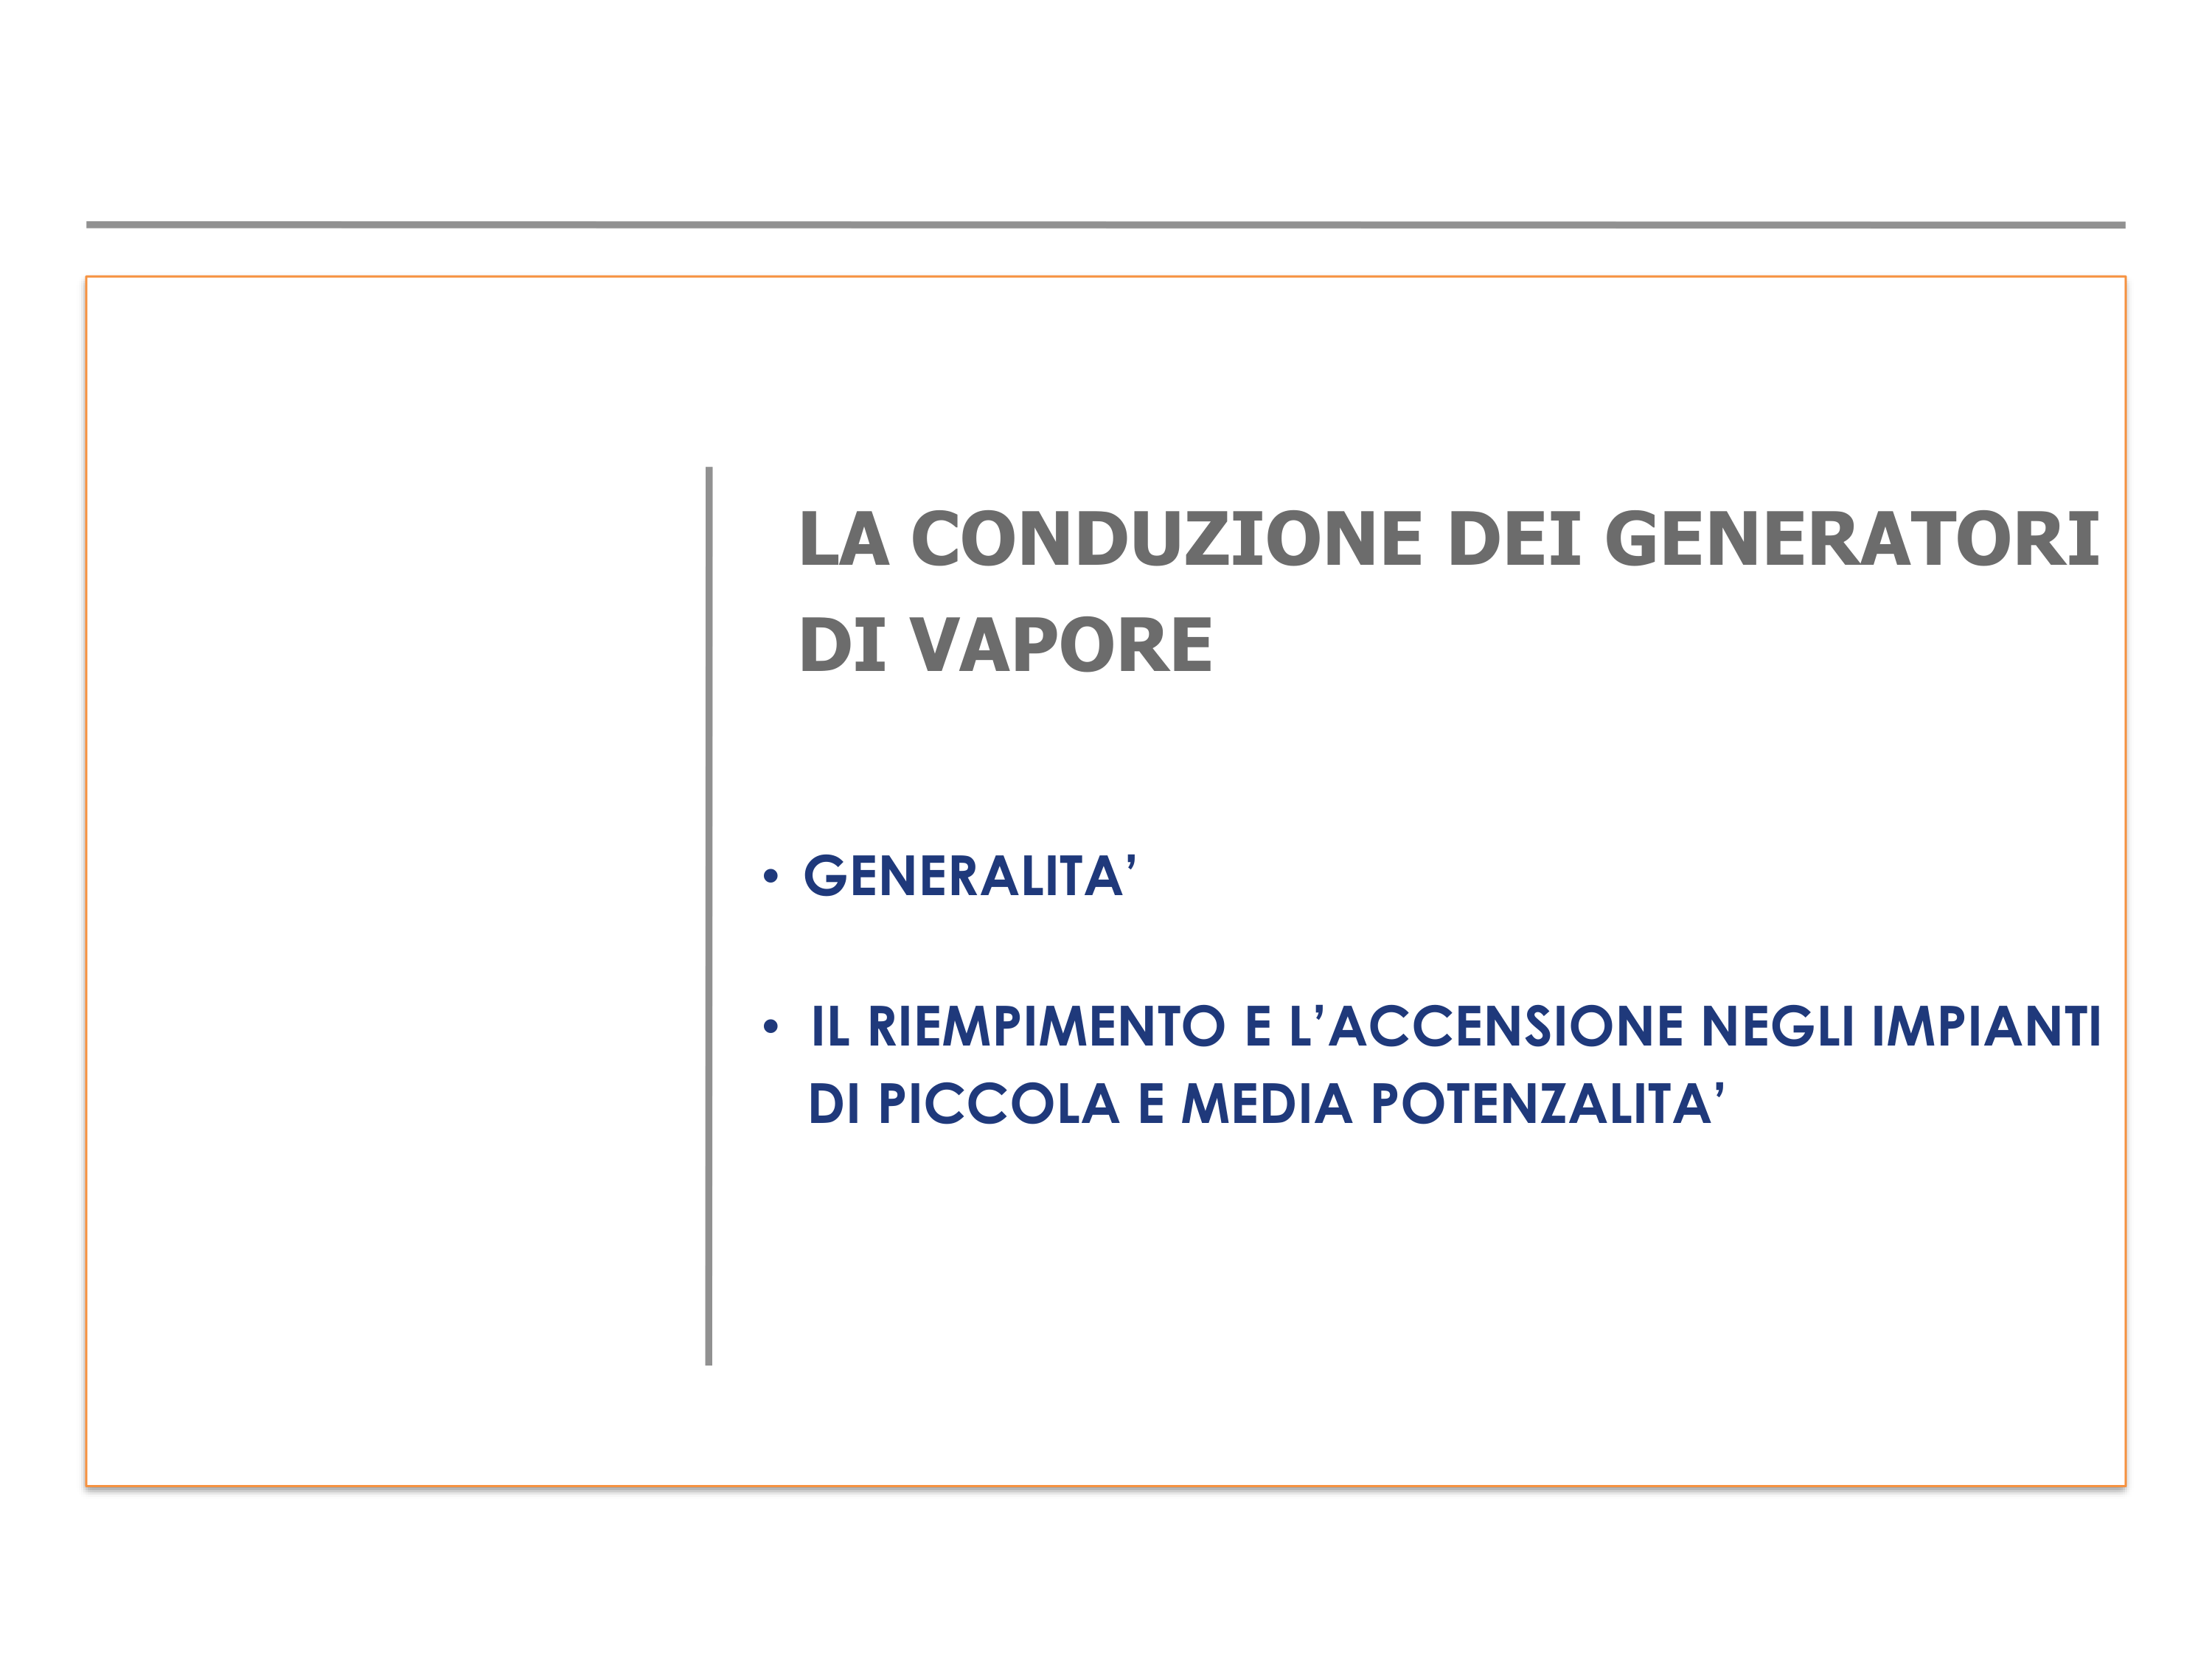 LA CONDUZIONE DEI GENERATORI
DI VAPORE
• GENERALITA’
• IL RIEMPIMENTO E L’ACCENSIONE NEGLI IMPIANTI
DI PICCOLA E MEDIA POTENZALITA’